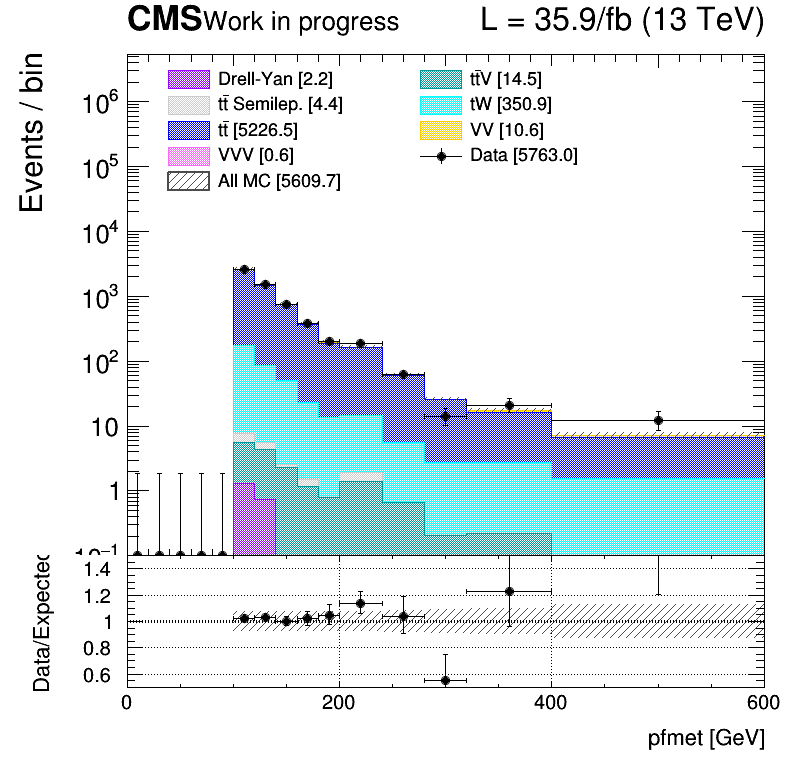 CMS Work in progress L = 35.9/fb (13 TeV)
Events / bin
Drell-Yan [2.2] tt̄V [14.5]
tt̄ Semilep. [4.4] tW [350.9]
tt̄ [5226.5] VV [10.6]
VVV [0.6] Data [5763.0]
All MC [5609.7]
10⁶
10⁵
10⁴
10³
10²
10
1
10⁻¹
Data/Expected
1.4
1.2
1
0.8
0.6
0 200 400 600
pfmet [GeV]